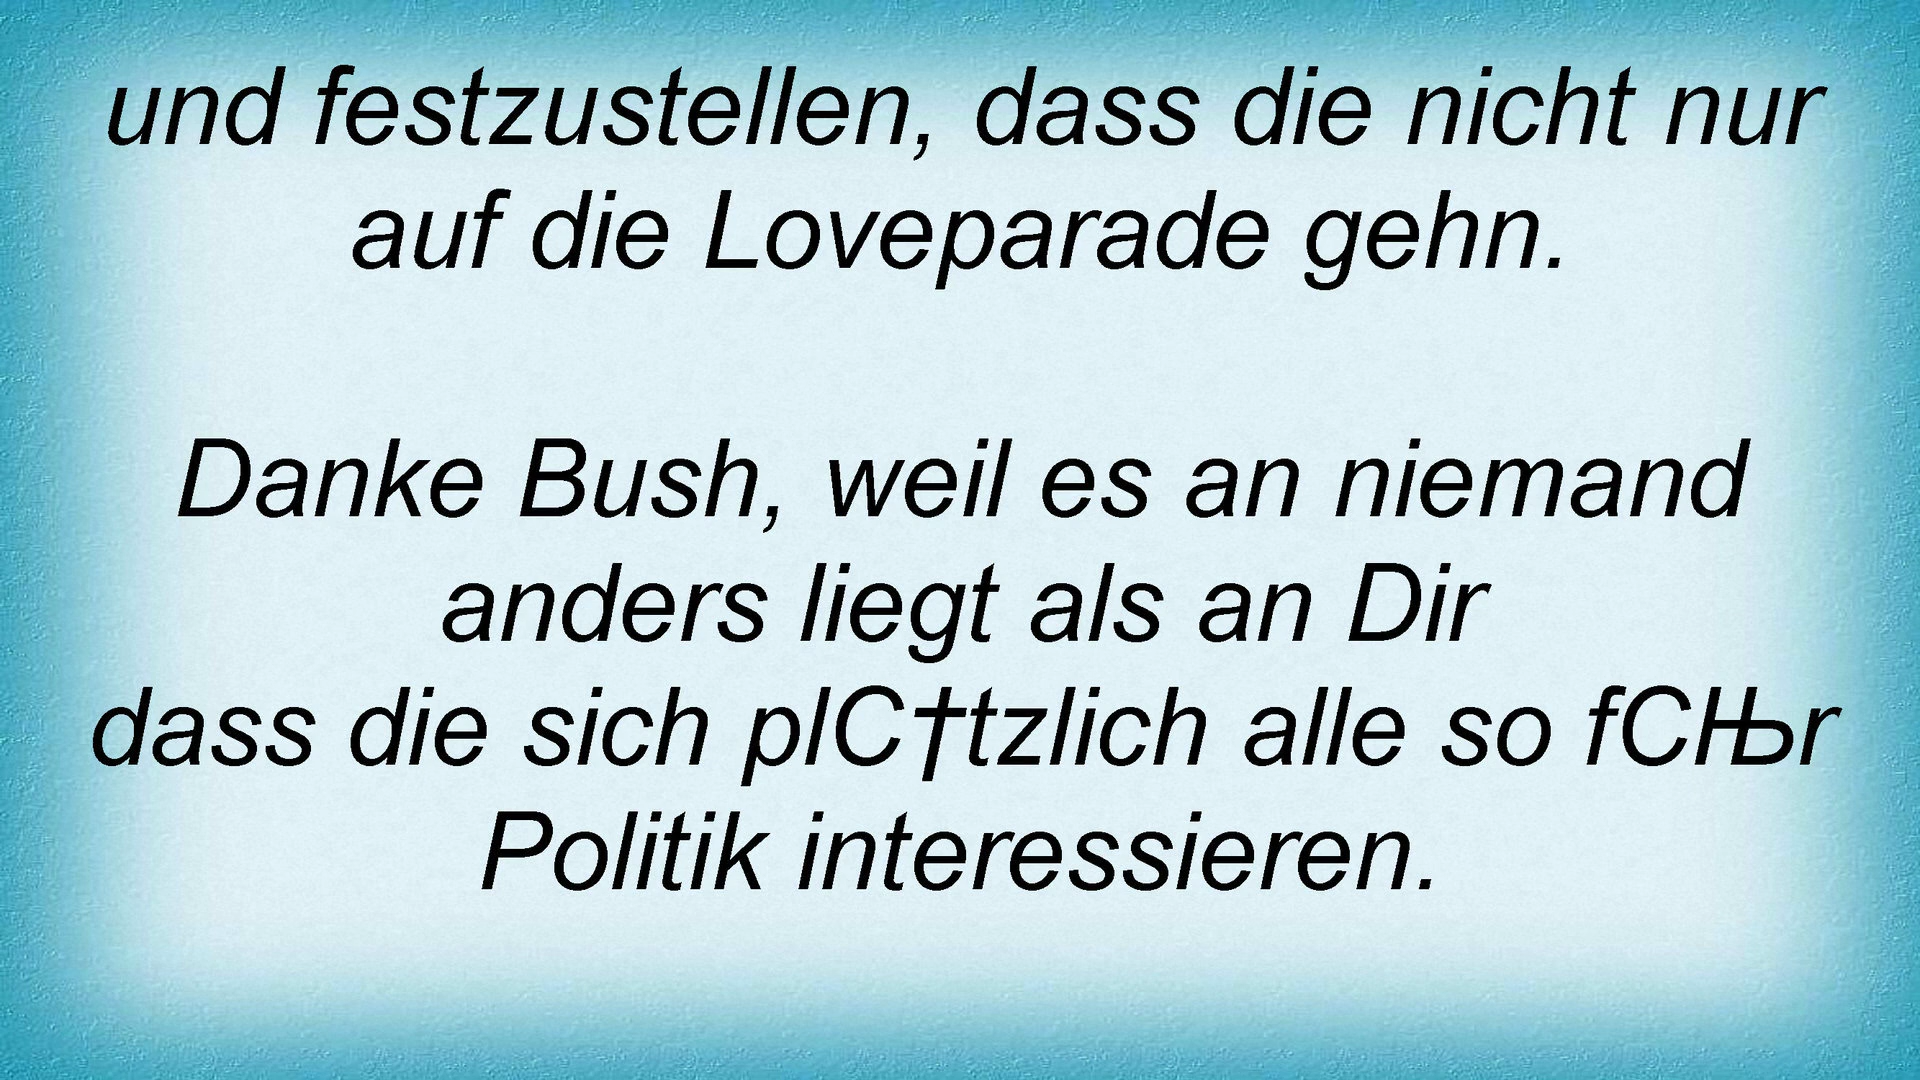 und festzustellen, dass die nicht nur
auf die Loveparade gehn.
Danke Bush, weil es an niemand
anders liegt als an Dir
dass die sich plC†tzlich alle so fCЊr
Politik interessieren.